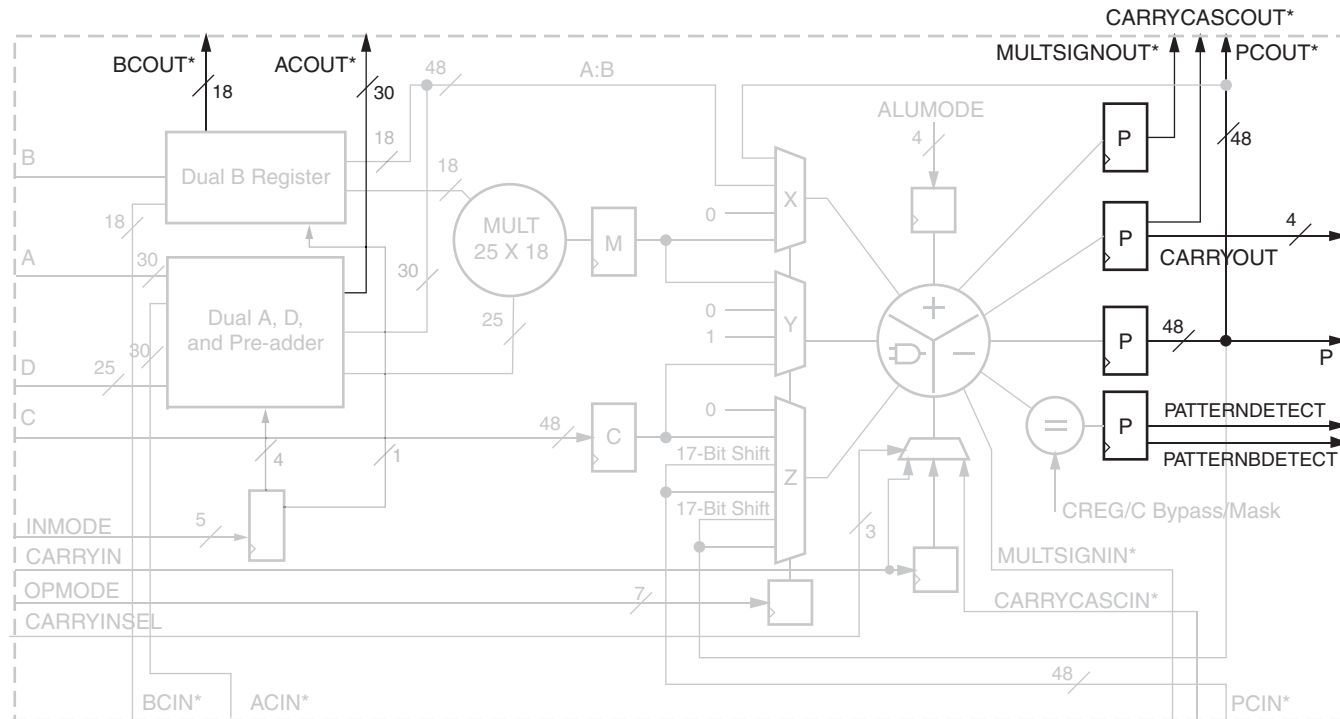 CARRYCASCOUT*
BCOUT*
ACOUT*
MULTSIGNOUT*
PCOUT*
48
A:B
18
30
ALUMODE
4
B
18
Dual B Register
18
P
48
X
MULT
25 X 18
18
0
M
P
4
CARRYOUT
A
30
30
Dual A, D,
and Pre-adder
25
0
Y
1
48
P
P
D
25
30
C
0
48
C
P
PATTERNDETECT
PATTERNBDETECT
4
1
17-Bit Shift
Z
17-Bit Shift
3
CREG/C Bypass/Mask
INMODE
5
CARRYIN
MULTSIGNIN*
OPMODE
7
CARRYCASCIN*
CARRYINSEL
48
BCIN*
ACIN*
PCIN*